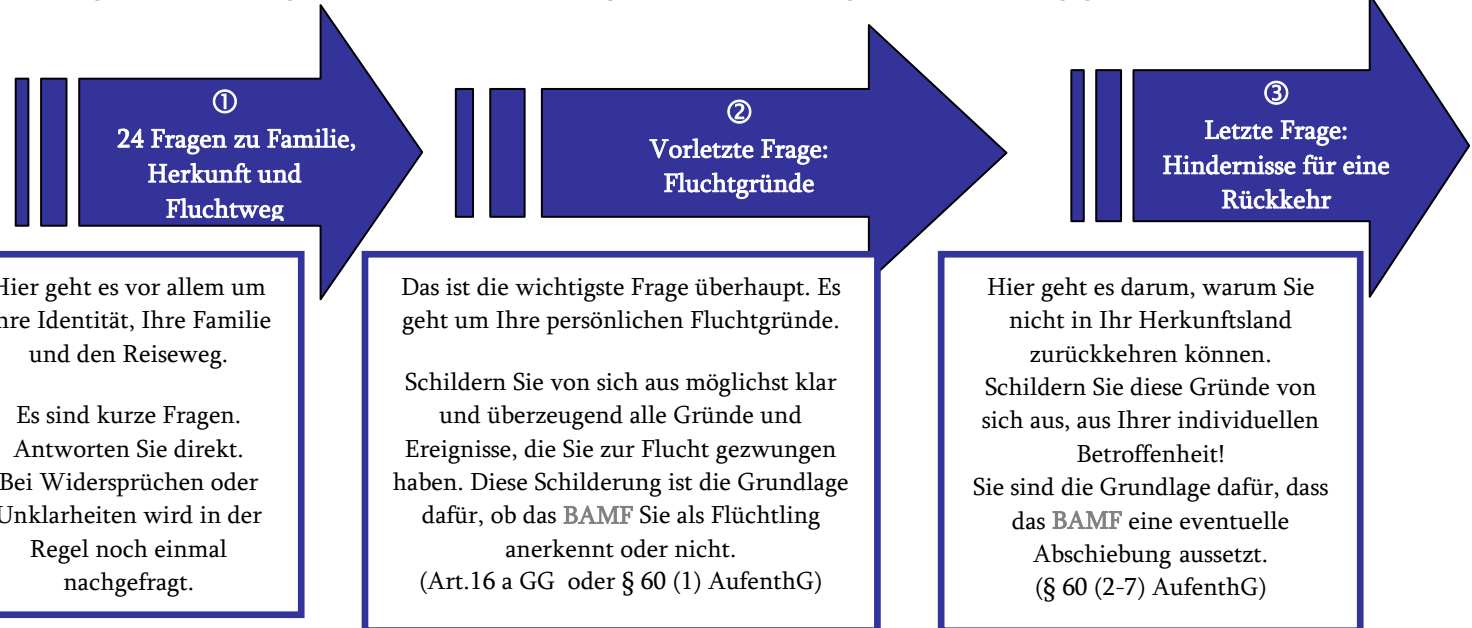 ①
24 Fragen zu Familie,
Herkunft und
Fluchtweg
Hier geht es vor allem um
Ihre Identität, Ihre Familie
und den Reiseweg.
Es sind kurze Fragen.
Antworten Sie direkt.
Bei Widersprüchen oder
Unklarheiten wird in der
Regel noch einmal
nachgefragt.
②
Vorletzte Frage:
Fluchtgründe
Das ist die wichtigste Frage überhaupt. Es
geht um Ihre persönlichen Fluchtgründe.
Schildern Sie von sich aus möglichst klar
und überzeugend alle Gründe und
Ereignisse, die Sie zur Flucht gezwungen
haben. Diese Schilderung ist die Grundlage
dafür, ob das BAMF Sie als Flüchtling
anerkennt oder nicht.
(Art.16 a GG oder § 60 (1) AufenthG)
③
Letzte Frage:
Hindernisse für eine
Rückkehr
Hier geht es darum, warum Sie
nicht in Ihr Herkunftsland
zurückkehren können.
Schildern Sie diese Gründe von
sich aus, aus Ihrer individuellen
Betroffenheit!
Sie sind die Grundlage dafür, dass
das BAMF eine eventuelle
Abschiebung aussetzt.
(§ 60 (2-7) AufenthG)